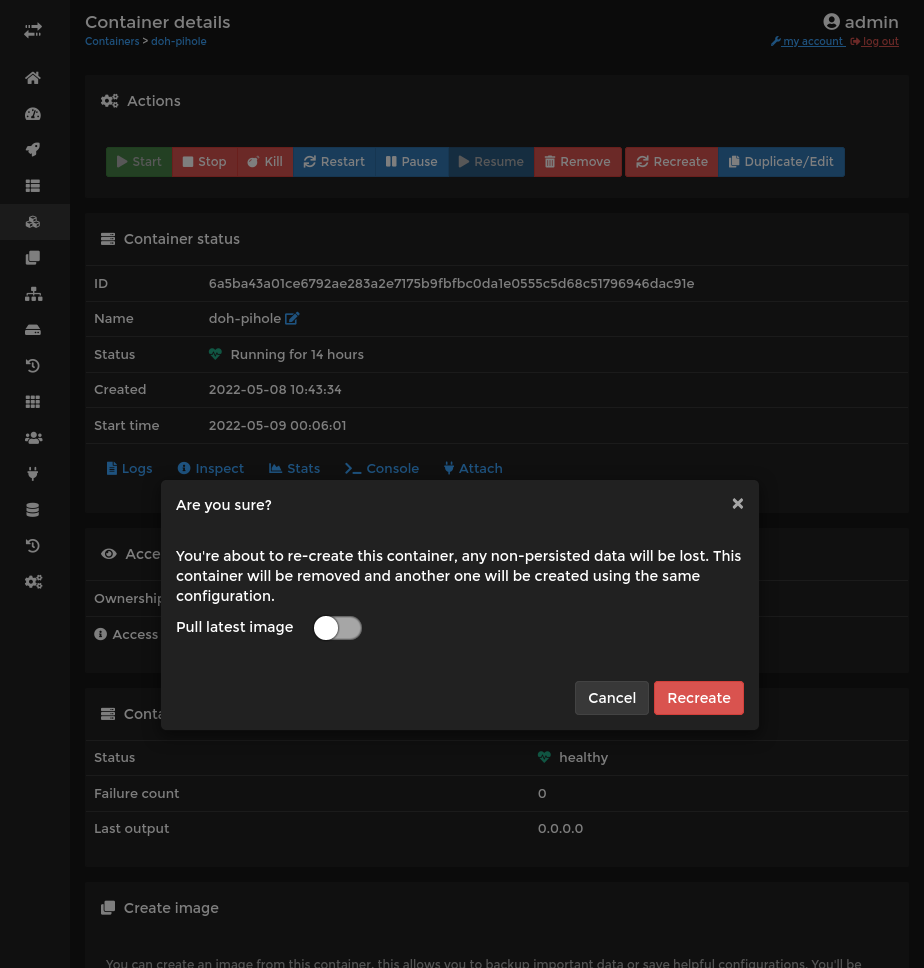 Container details
admin
Containers > doh-pihole
my account log out
Actions
Start Stop Kill Restart Pause Resume Remove Recreate Duplicate/Edit
Container status
ID 6a5ba43a01ce6792ae283a2e7175b9fbfbc0da1e0555c5d68c51796946dac91e
Name doh-pihole
Status Running for 14 hours
Created 2022-05-08 10:43:34
Start time 2022-05-09 00:06:01
Logs Inspect Stats Console Attach
Are you sure?
×
Acce
You're about to re-create this container, any non-persisted data will be lost. This
container will be removed and another one will be created using the same
configuration.
Ownership
Pull latest image
Access
Cancel Recreate
Conta
Status healthy
Failure count 0
Last output 0.0.0.0
Create image
You can create an image from this container, this allows you to backup important data or save helpful configurations. You'll be